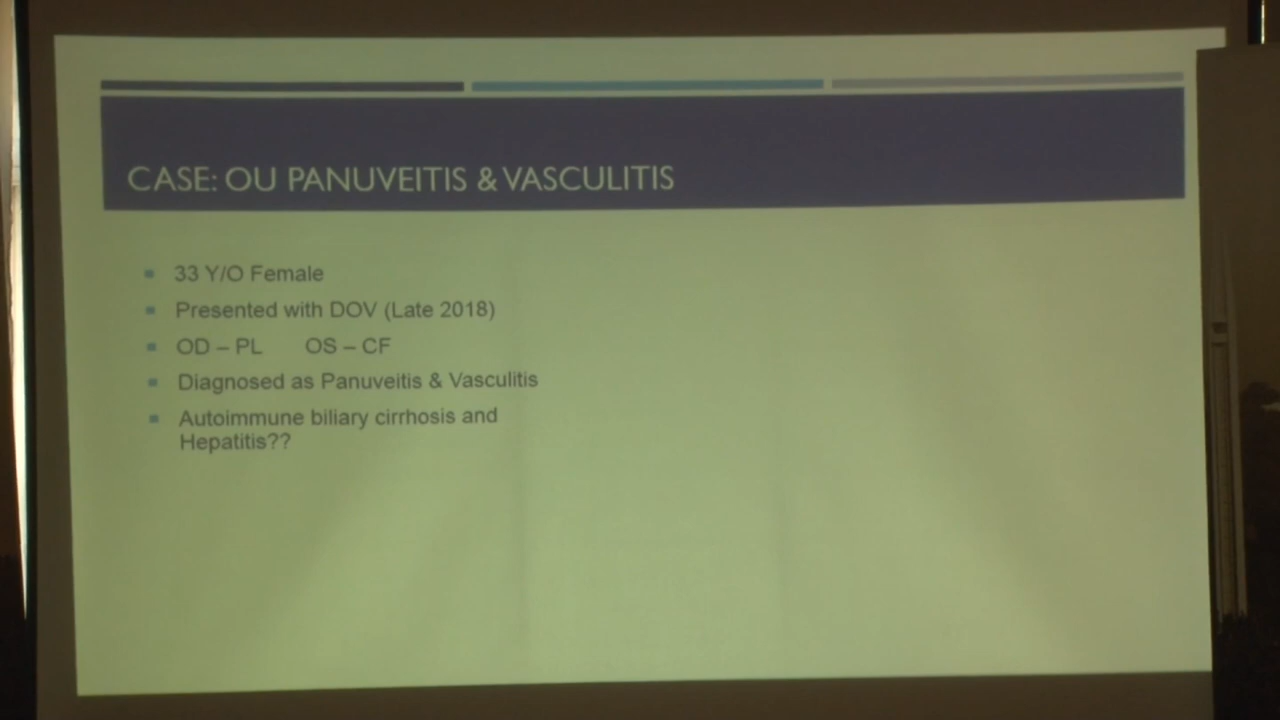 CASE: OU PANUVEITIS & VASCULITIS
33 Y/O Female
Presented with DOV (Late 2018)
OD – PL OS – CF
Diagnosed as Panuveitis & Vasculitis
Autoimmune biliary cirrhosis and
Hepatitis??